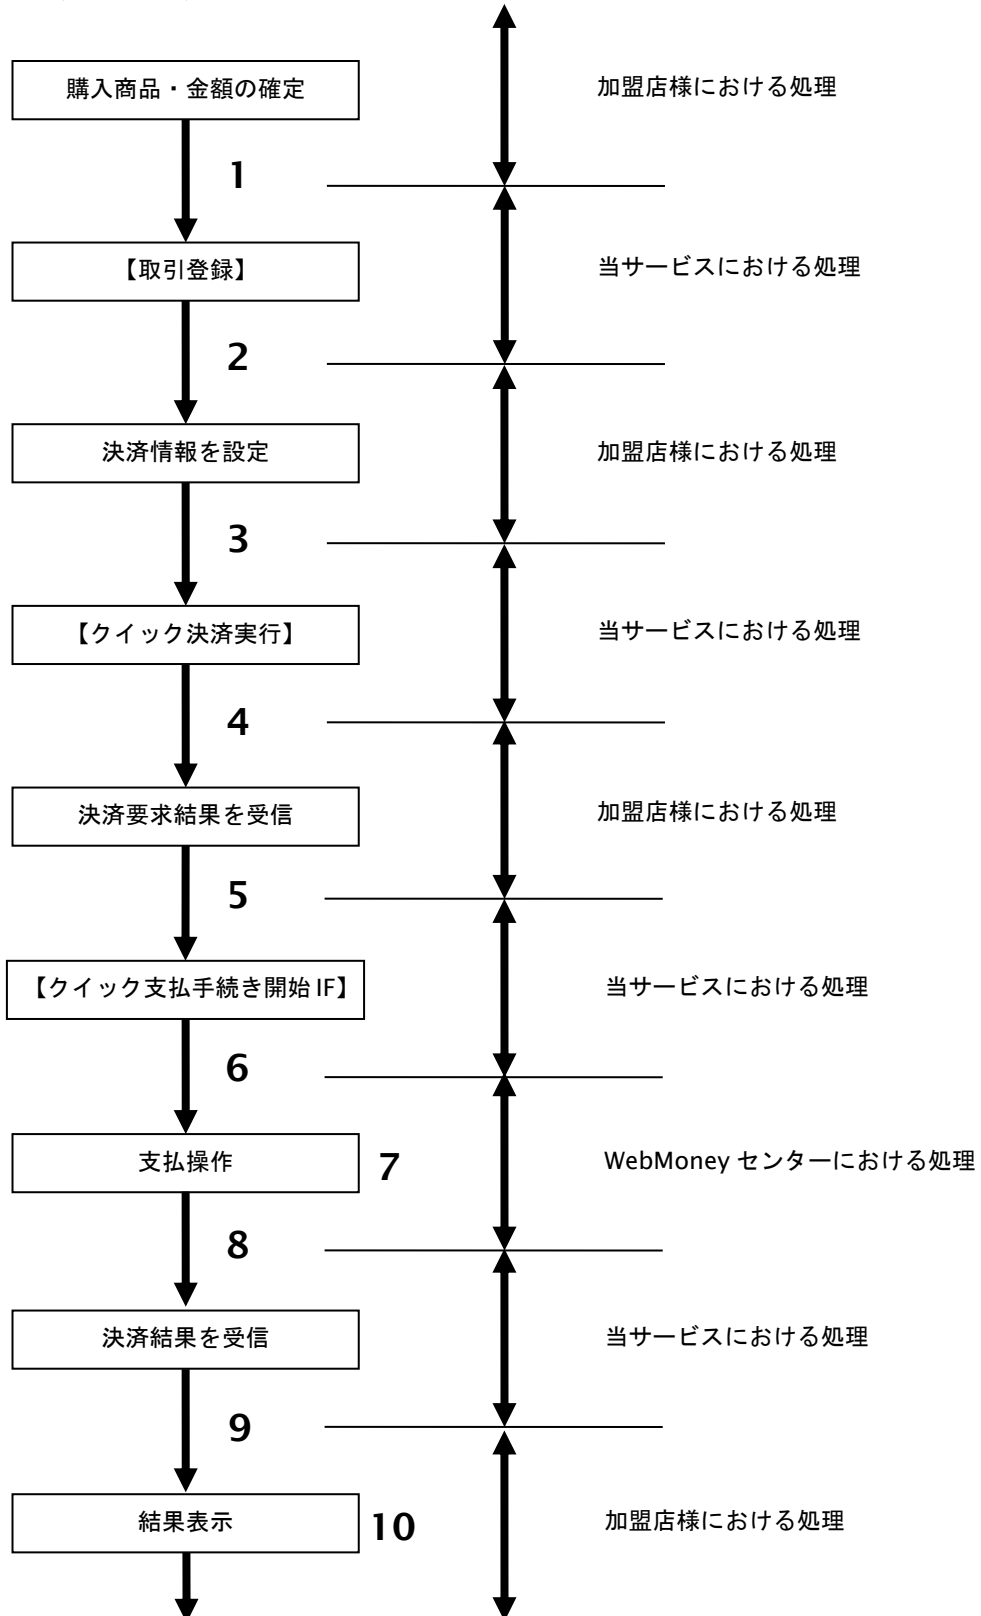 購入商品・金額の確定
加盟店様における処理
1
【取引登録】
当サービスにおける処理
2
決済情報を設定
加盟店様における処理
3
【クイック決済実行】
当サービスにおける処理
4
決済要求結果を受信
加盟店様における処理
5
【クイック支払手続き開始 IF】
当サービスにおける処理
6
支払操作
7
WebMoney センターにおける処理
8
決済結果を受信
当サービスにおける処理
9
結果表示
10
加盟店様における処理